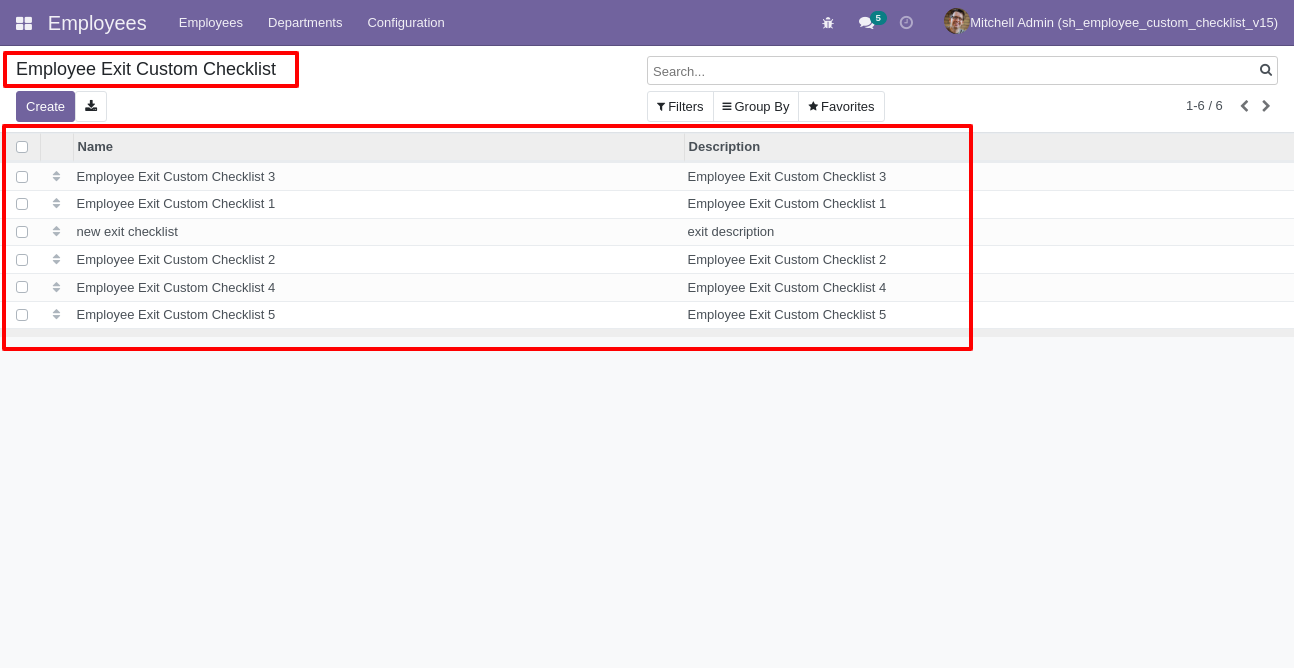 Employees Employees Departments Configuration 5 Mitchell Admin (sh_employee_custom_checklist_v15)
Employee Exit Custom Checklist
Search...
Create Filters Group By Favorites 1-6 / 6
Name Description
Employee Exit Custom Checklist 3 Employee Exit Custom Checklist 3
Employee Exit Custom Checklist 1 Employee Exit Custom Checklist 1
new exit checklist exit description
Employee Exit Custom Checklist 2 Employee Exit Custom Checklist 2
Employee Exit Custom Checklist 4 Employee Exit Custom Checklist 4
Employee Exit Custom Checklist 5 Employee Exit Custom Checklist 5